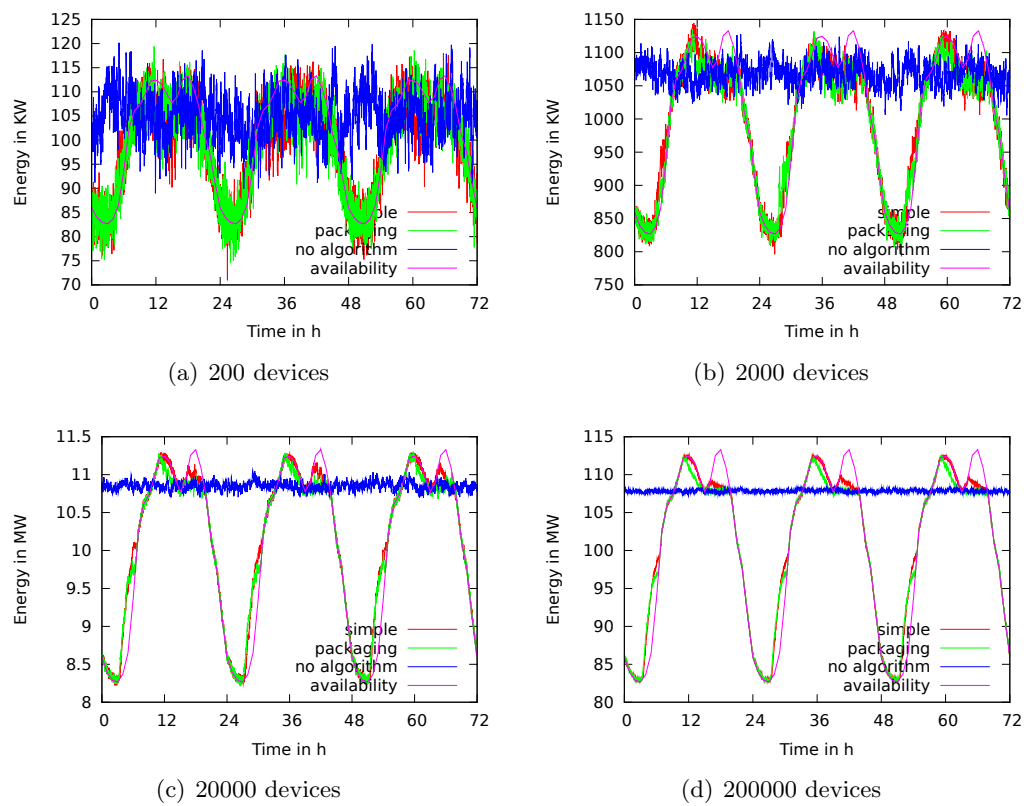 125
120
115
110
105
100
95
90
85
80
75
70
Energy in KW
0 12 24 36 48 60 72
Time in h
packaging
no algorithm
availability
(a) 200 devices
1150
1100
1050
1000
950
900
850
800
750
Energy in KW
0 12 24 36 48 60 72
Time in h
simple
packaging
no algorithm
availability
(b) 2000 devices
11.5
11
10.5
10
9.5
9
8.5
8
Energy in MW
0 12 24 36 48 60 72
Time in h
simple
packaging
no algorithm
availability
(c) 20000 devices
115
110
105
100
95
90
85
80
Energy in MW
0 12 24 36 48 60 72
Time in h
simple
packaging
no algorithm
availability
(d) 200000 devices